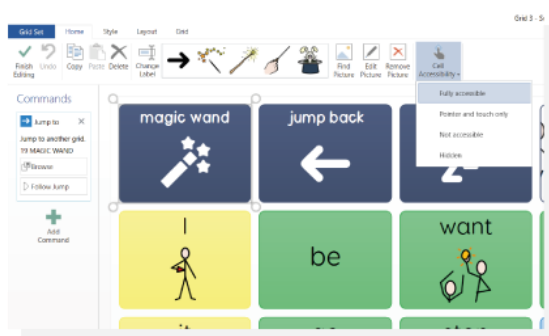 Grid 3 - S
Grid Set Home Style Layout Grid
Finish Editing Undo Copy Paste Delete Change Label Find Picture Edit Picture Remove Picture Cell Accessibility
Commands
Jump to
Jump to another grid.
19 MAGIC WAND
Browse
Follow Jump
Add Command
Fully accessible
Pointer and touch only
Not accessible
Hidden
magic wand jump back
I be want